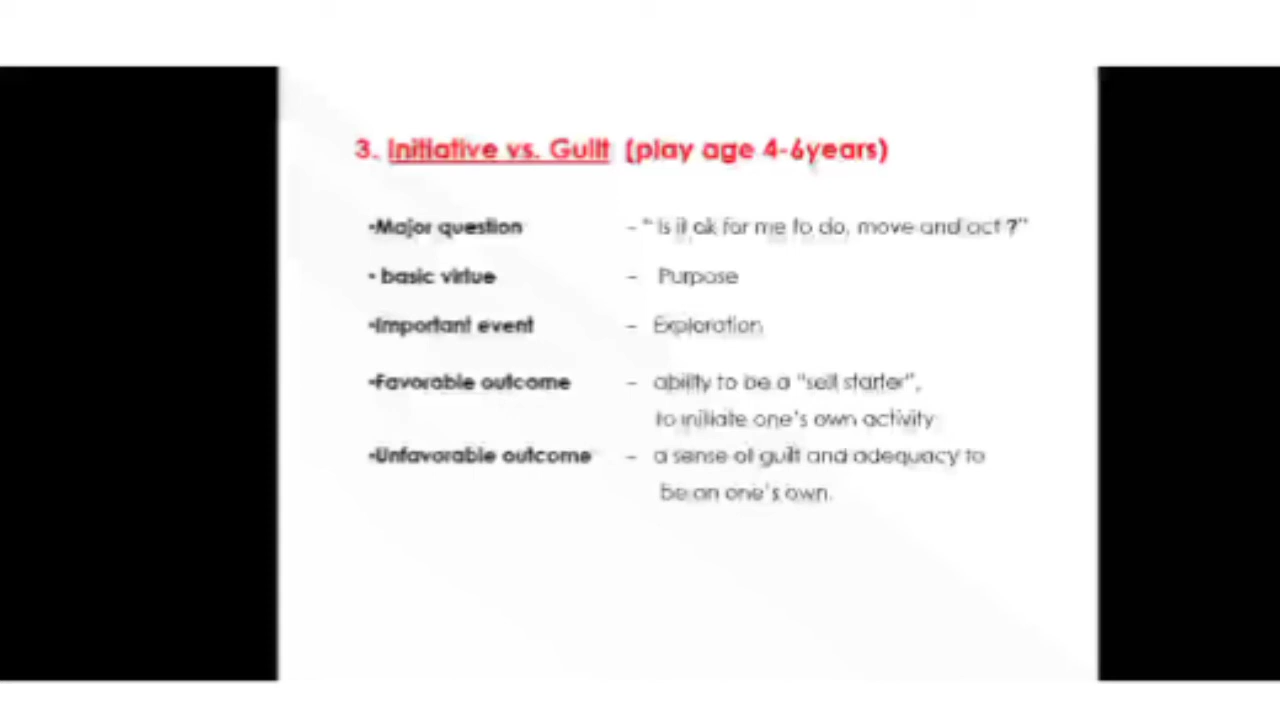 3. Initiative vs. Guilt (play age 4-6years)
•Major question – “ Is it ok for me to do, move and act ?”
• basic virtue – Purpose
•Important event – Exploration
•Favorable outcome – ability to be a “self starter”,
to initiate one’s own activity
•Unfavorable outcome – a sense of guilt and adequacy to
be on one’s own.